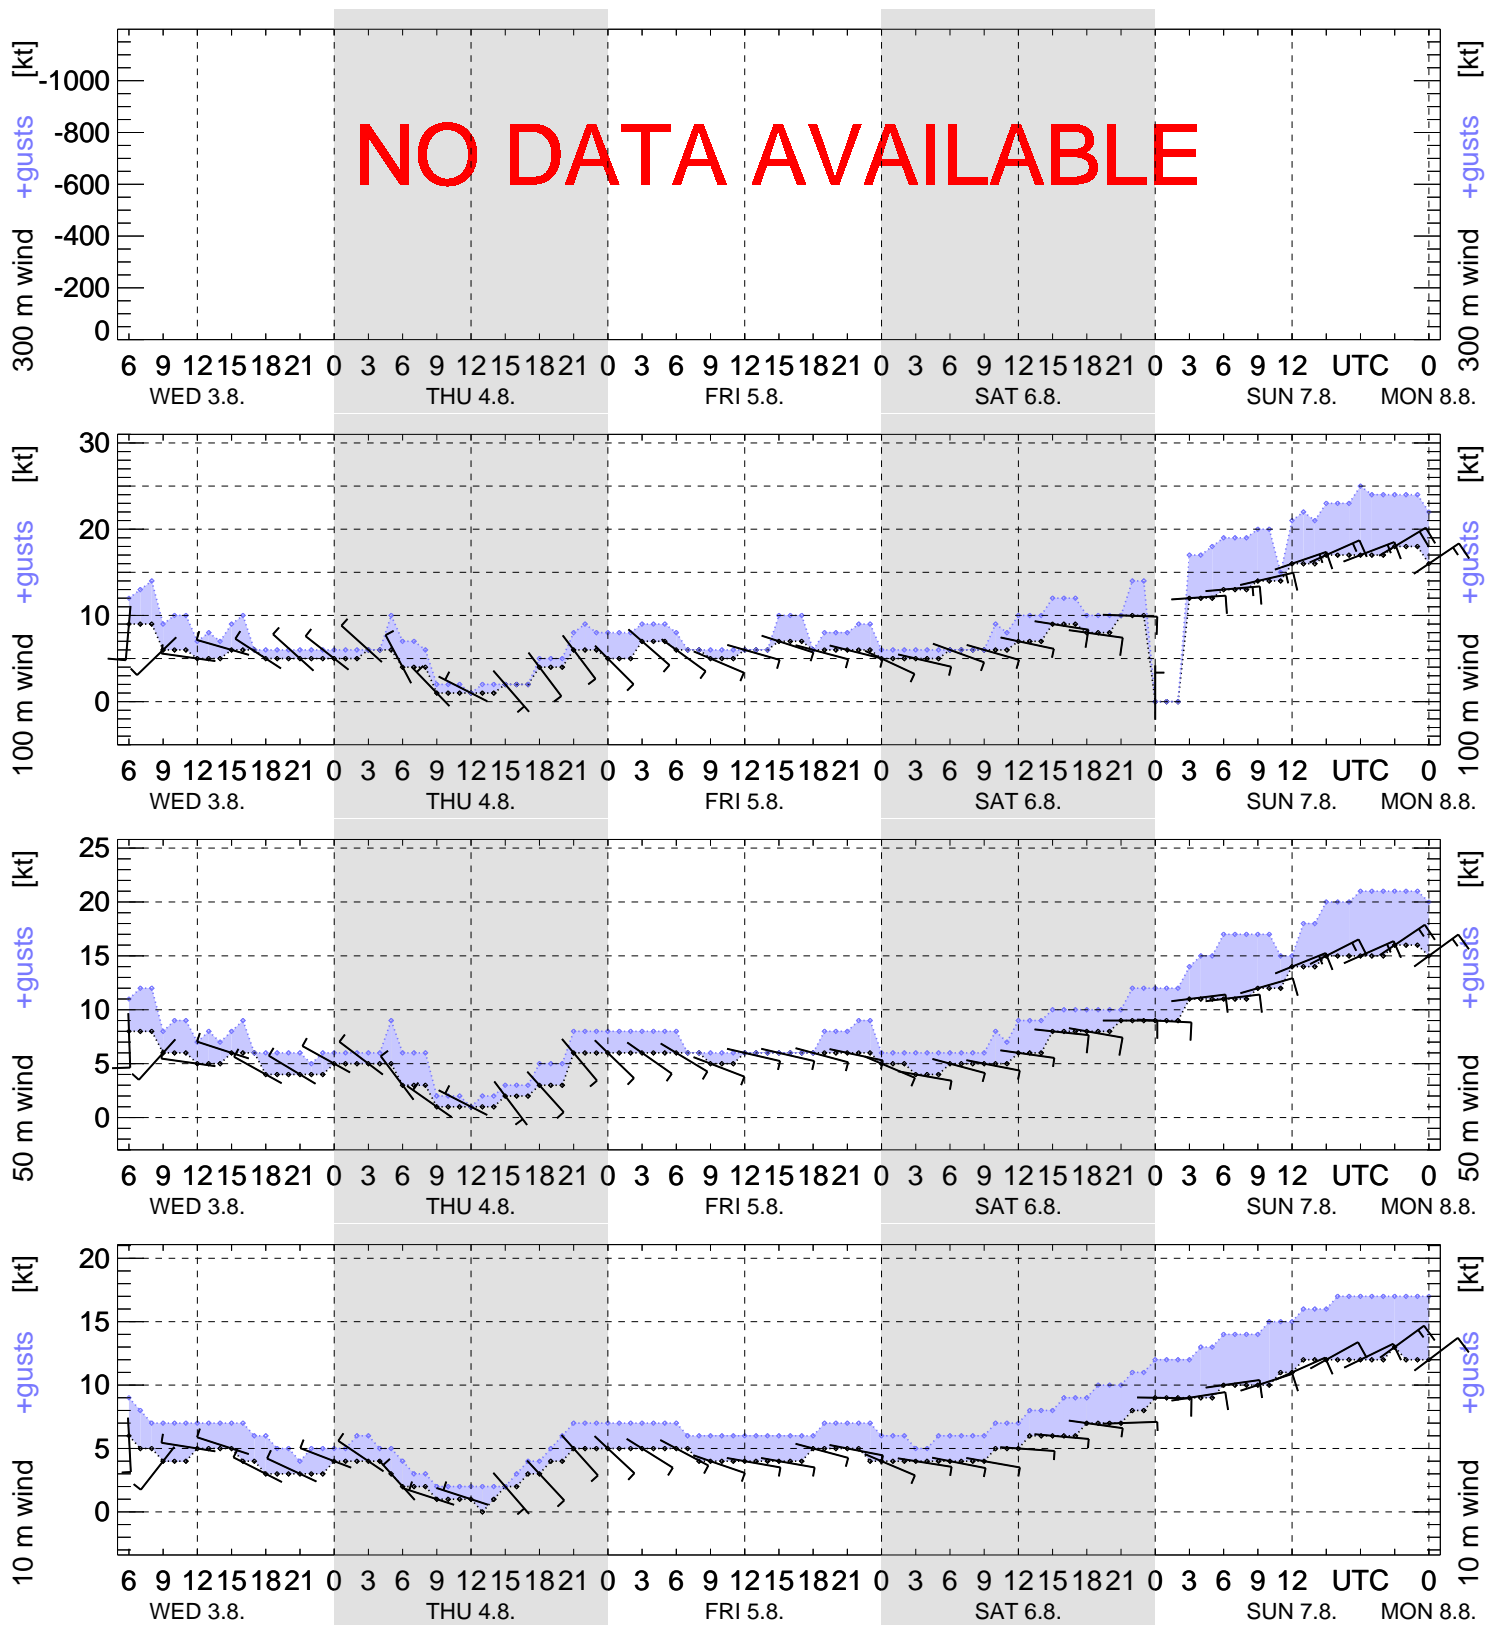 300 m wind +gusts [kt]
-1000
-800
-600
-400
-200
0
NO DATA AVAILABLE
300 m wind +gusts [kt]
6 9 12 15 18 21 0 3 6 9 12 15 18 21 0 3 6 9 12 15 18 21 0 3 6 9 12 15 18 21 0 3 6 9 12 UTC 0
WED 3.8. THU 4.8. FRI 5.8. SAT 6.8. SUN 7.8. MON 8.8.
100 m wind +gusts [kt]
30
20
10
0
100 m wind +gusts [kt]
6 9 12 15 18 21 0 3 6 9 12 15 18 21 0 3 6 9 12 15 18 21 0 3 6 9 12 15 18 21 0 3 6 9 12 UTC 0
WED 3.8. THU 4.8. FRI 5.8. SAT 6.8. SUN 7.8. MON 8.8.
50 m wind +gusts [kt]
25
20
15
10
5
0
50 m wind +gusts [kt]
6 9 12 15 18 21 0 3 6 9 12 15 18 21 0 3 6 9 12 15 18 21 0 3 6 9 12 15 18 21 0 3 6 9 12 UTC 0
WED 3.8. THU 4.8. FRI 5.8. SAT 6.8. SUN 7.8. MON 8.8.
10 m wind +gusts [kt]
20
15
10
5
0
10 m wind +gusts [kt]
6 9 12 15 18 21 0 3 6 9 12 15 18 21 0 3 6 9 12 15 18 21 0 3 6 9 12 15 18 21 0 3 6 9 12 UTC 0
WED 3.8. THU 4.8. FRI 5.8. SAT 6.8. SUN 7.8. MON 8.8.